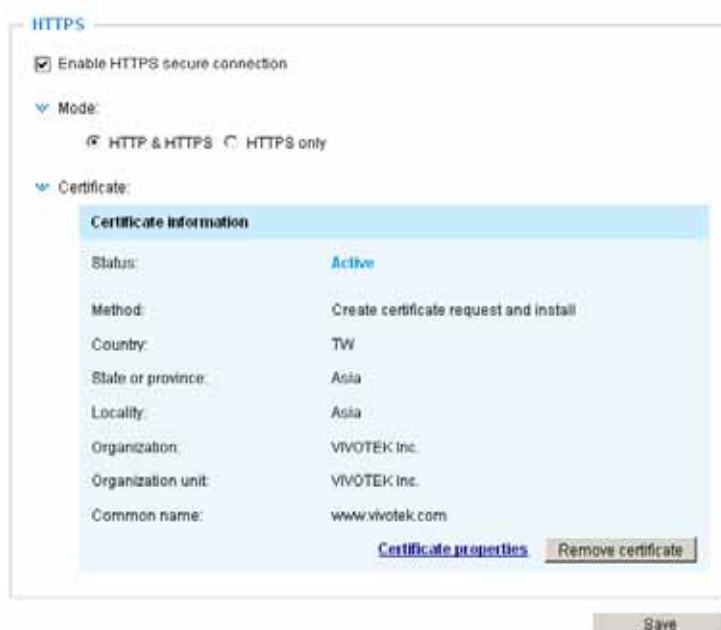 HTTPS
Enable HTTPS secure connection
Mode:
HTTP & HTTPS HTTPS only
Certificate:
Certificate information
Status: Active
Method: Create certificate request and install
Country: TW
State or province: Asia
Locality: Asia
Organization: VIVOTEK Inc.
Organization unit: VIVOTEK Inc.
Common name: www.vivotek.com
Certificate properties Remove certificate
Save